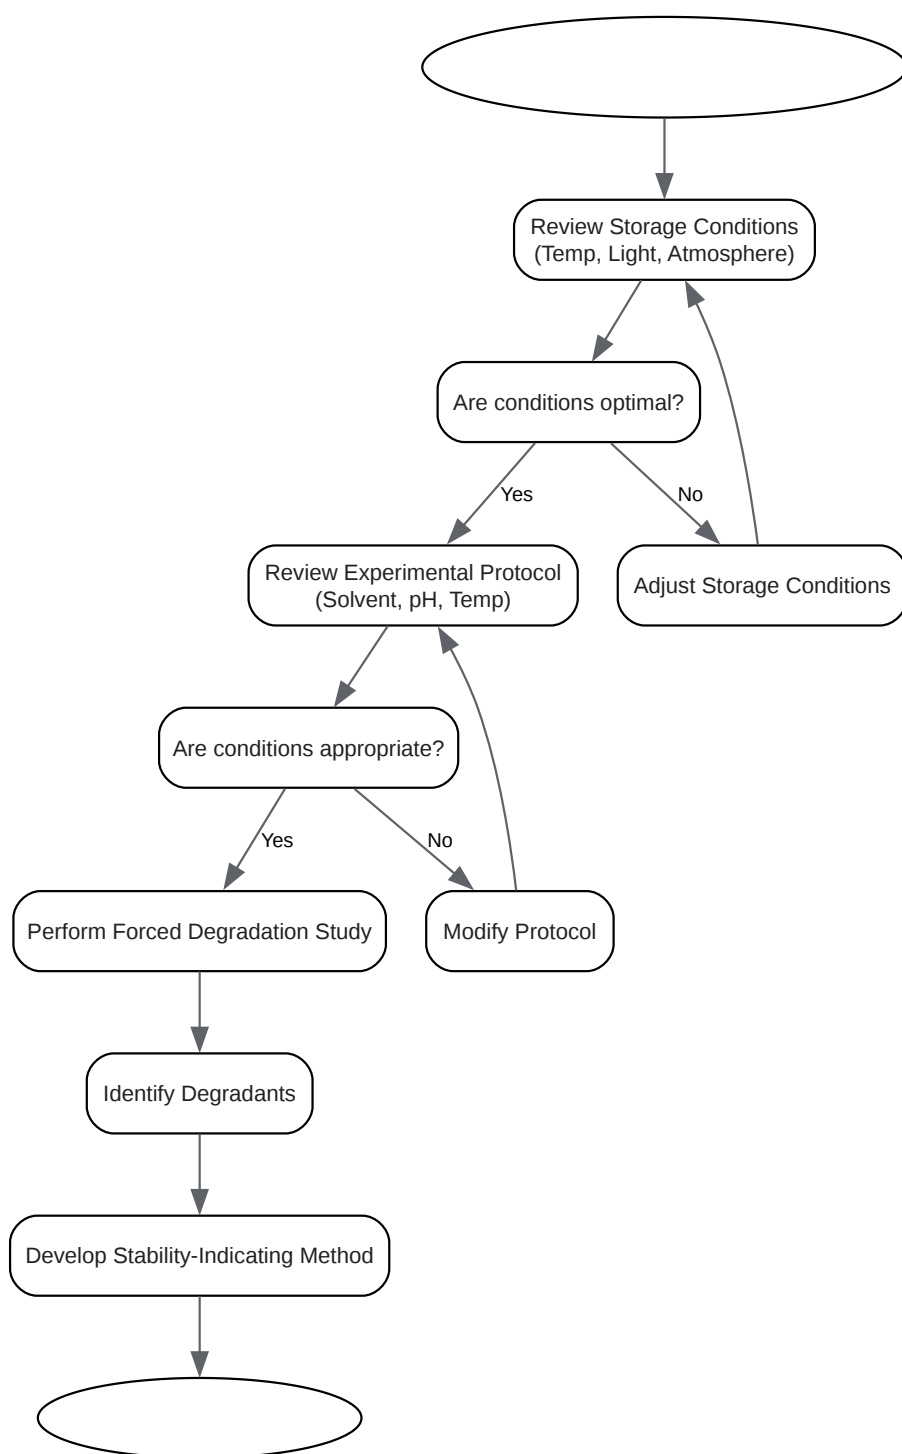 Review Storage Conditions
(Temp, Light, Atmosphere)
Are conditions optimal?
Yes
No
Review Experimental Protocol
(Solvent, pH, Temp)
Adjust Storage Conditions
Are conditions appropriate?
Yes
No
Perform Forced Degradation Study
Modify Protocol
Identify Degradants
Develop Stability-Indicating Method